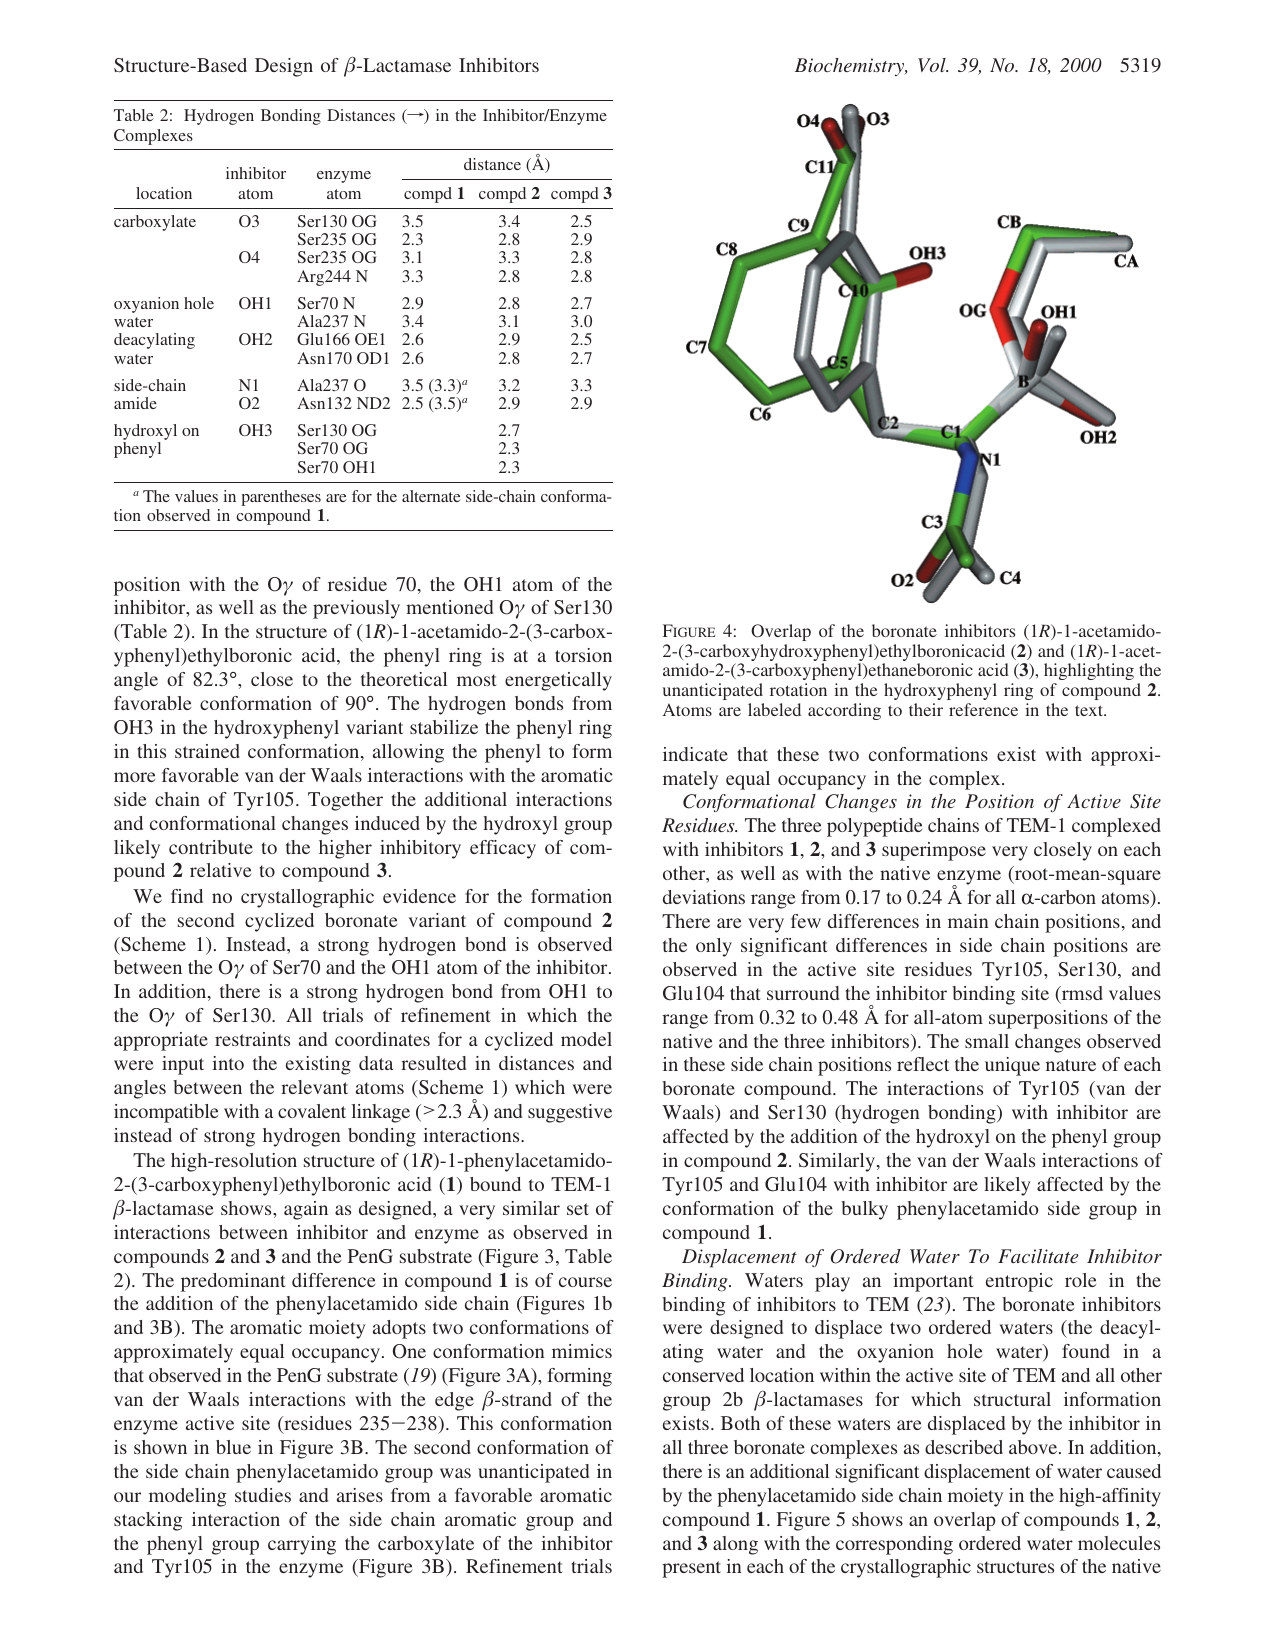 Structure-Based Design of β-Lactamase Inhibitors
Biochemistry, Vol. 39, No. 18, 2000 5319
Table 2: Hydrogen Bonding Distances (→) in the Inhibitor/Enzyme
Complexes
distance (Å)
location inhibitor atom enzyme atom compd 1 compd 2 compd 3
carboxylate O3 Ser130 OG 3.5 3.4 2.5
Ser235 OG 2.3 2.8 2.9
O4 Ser235 OG 3.1 3.3 2.8
Arg244 N 3.3 2.8 2.8
oxyanion hole OH1 Ser70 N 2.9 2.8 2.7
water Ala237 N 3.4 3.1 3.0
deacylating OH2 Glu166 OE1 2.6 2.9 2.5
water Asn170 OD1 2.6 2.8 2.7
side-chain N1 Ala237 O 3.5 (3.3)a 3.2 3.3
amide O2 Asn132 ND2 2.5 (3.5)a 2.9 2.9
hydroxyl on OH3 Ser130 OG 2.7
phenyl Ser70 OG 2.3
Ser70 OH1 2.3
a The values in parentheses are for the alternate side-chain conforma-
tion observed in compound 1.
position with the Oγ of residue 70, the OH1 atom of the
inhibitor, as well as the previously mentioned Oγ of Ser130
(Table 2). In the structure of (1R)-1-acetamido-2-(3-carbox-
yphenyl)ethylboronic acid, the phenyl ring is at a torsion
angle of 82.3°, close to the theoretical most energetically
favorable conformation of 90°. The hydrogen bonds from
OH3 in the hydroxyphenyl variant stabilize the phenyl ring
in this strained conformation, allowing the phenyl to form
more favorable van der Waals interactions with the aromatic
side chain of Tyr105. Together the additional interactions
and conformational changes induced by the hydroxyl group
likely contribute to the higher inhibitory efficacy of com-
pound 2 relative to compound 3.
We find no crystallographic evidence for the formation
of the second cyclized boronate variant of compound 2
(Scheme 1). Instead, a strong hydrogen bond is observed
between the Oγ of Ser70 and the OH1 atom of the inhibitor.
In addition, there is a strong hydrogen bond from OH1 to
the Oγ of Ser130. All trials of refinement in which the
appropriate restraints and coordinates for a cyclized model
were input into the existing data resulted in distances and
angles between the relevant atoms (Scheme 1) which were
incompatible with a covalent linkage (>2.3 Å) and suggestive
instead of strong hydrogen bonding interactions.
The high-resolution structure of (1R)-1-phenylacetamido-
2-(3-carboxyphenyl)ethylboronic acid (1) bound to TEM-1
β-lactamase shows, again as designed, a very similar set of
interactions between inhibitor and enzyme as observed in
compounds 2 and 3 and the PenG substrate (Figure 3, Table
2). The predominant difference in compound 1 is of course
the addition of the phenylacetamido side chain (Figures 1b
and 3B). The aromatic moiety adopts two conformations of
approximately equal occupancy. One conformation mimics
that observed in the PenG substrate (19) (Figure 3A), forming
van der Waals interactions with the edge β-strand of the
enzyme active site (residues 235−238). This conformation
is shown in blue in Figure 3B. The second conformation of
the side chain phenylacetamido group was unanticipated in
our modeling studies and arises from a favorable aromatic
stacking interaction of the side chain aromatic group and
the phenyl group carrying the carboxylate of the inhibitor
and Tyr105 in the enzyme (Figure 3B). Refinement trials
O4
O3
C11
C9
C8
OH3
CB
CA
C10
OG
OH1
C7
C5
B
C6
C2
C1
OH2
N1
C3
O2
C4
FIGURE 4: Overlap of the boronate inhibitors (1R)-1-acetamido-
2-(3-carboxyhydroxyphenyl)ethylboronicacid (2) and (1R)-1-acet-
amido-2-(3-carboxyphenyl)ethaneboronic acid (3), highlighting the
unanticipated rotation in the hydroxyphenyl ring of compound 2.
Atoms are labeled according to their reference in the text.
indicate that these two conformations exist with approxi-
mately equal occupancy in the complex.
Conformational Changes in the Position of Active Site
Residues. The three polypeptide chains of TEM-1 complexed
with inhibitors 1, 2, and 3 superimpose very closely on each
other, as well as with the native enzyme (root-mean-square
deviations range from 0.17 to 0.24 Å for all α-carbon atoms).
There are very few differences in main chain positions, and
the only significant differences in side chain positions are
observed in the active site residues Tyr105, Ser130, and
Glu104 that surround the inhibitor binding site (rmsd values
range from 0.32 to 0.48 Å for all-atom superpositions of the
native and the three inhibitors). The small changes observed
in these side chain positions reflect the unique nature of each
boronate compound. The interactions of Tyr105 (van der
Waals) and Ser130 (hydrogen bonding) with inhibitor are
affected by the addition of the hydroxyl on the phenyl group
in compound 2. Similarly, the van der Waals interactions of
Tyr105 and Glu104 with inhibitor are likely affected by the
conformation of the bulky phenylacetamido side group in
compound 1.
Displacement of Ordered Water To Facilitate Inhibitor
Binding. Waters play an important entropic role in the
binding of inhibitors to TEM (23). The boronate inhibitors
were designed to displace two ordered waters (the deacyl-
ating water and the oxyanion hole water) found in a
conserved location within the active site of TEM and all other
group 2b β-lactamases for which structural information
exists. Both of these waters are displaced by the inhibitor in
all three boronate complexes as described above. In addition,
there is an additional significant displacement of water caused
by the phenylacetamido side chain moiety in the high-affinity
compound 1. Figure 5 shows an overlap of compounds 1, 2,
and 3 along with the corresponding ordered water molecules
present in each of the crystallographic structures of the native